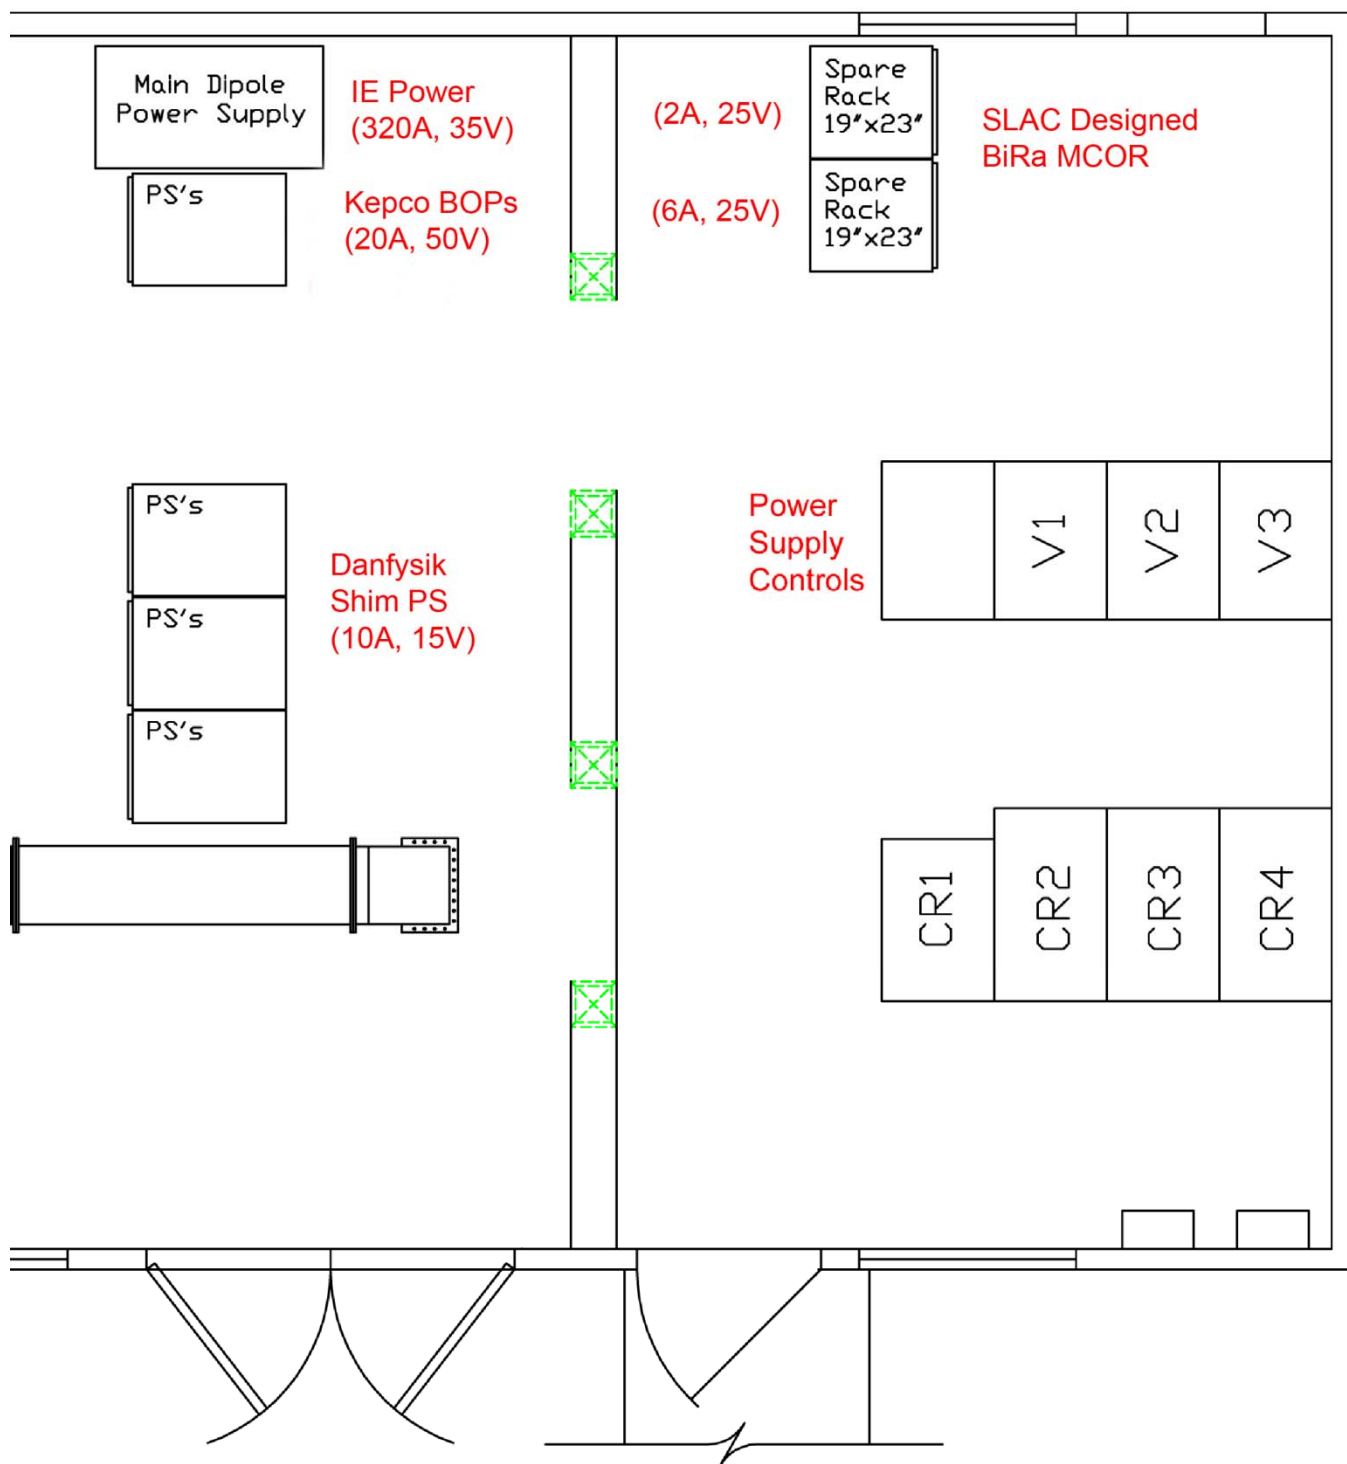 Main Dipole
Power Supply
IE Power
(320A, 35V)
PS's
Kepco BOPs
(20A, 50V)
(2A, 25V)
Spare
Rack
19"x23"
SLAC Designed
BiRa MCOR
(6A, 25V)
Spare
Rack
19"x23"
PS's
PS's
PS's
Danfysik
Shim PS
(10A, 15V)
Power
Supply
Controls
V1
V2
V3
CR1
CR2
CR3
CR4